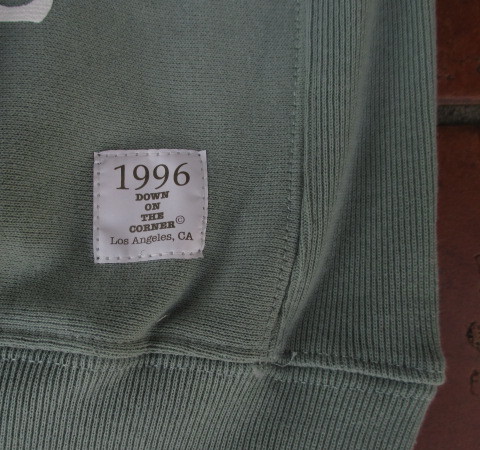 1996
DOWN
ON
THE
CORNER©
Los Angeles, CA